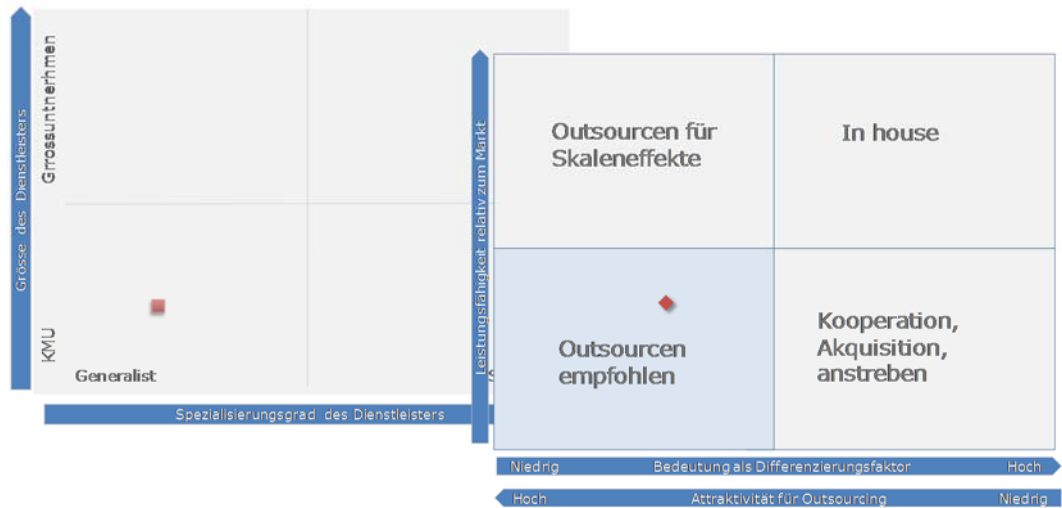 Grösse des Dienstleisters
Grrossuntnerhmen
KMU
Generalist
S
Spezialisierungsgrad des Dienstleisters
Leistungsfähigkeit relativ zum Markt
Outsourcen für
Skaleneffekte
In house
Outsourcen
empfohlen
Kooperation,
Akquisition,
anstreben
Niedrig Bedeutung als Differenzierungsfaktor Hoch
Hoch Attraktivität für Outsourcing Niedrig